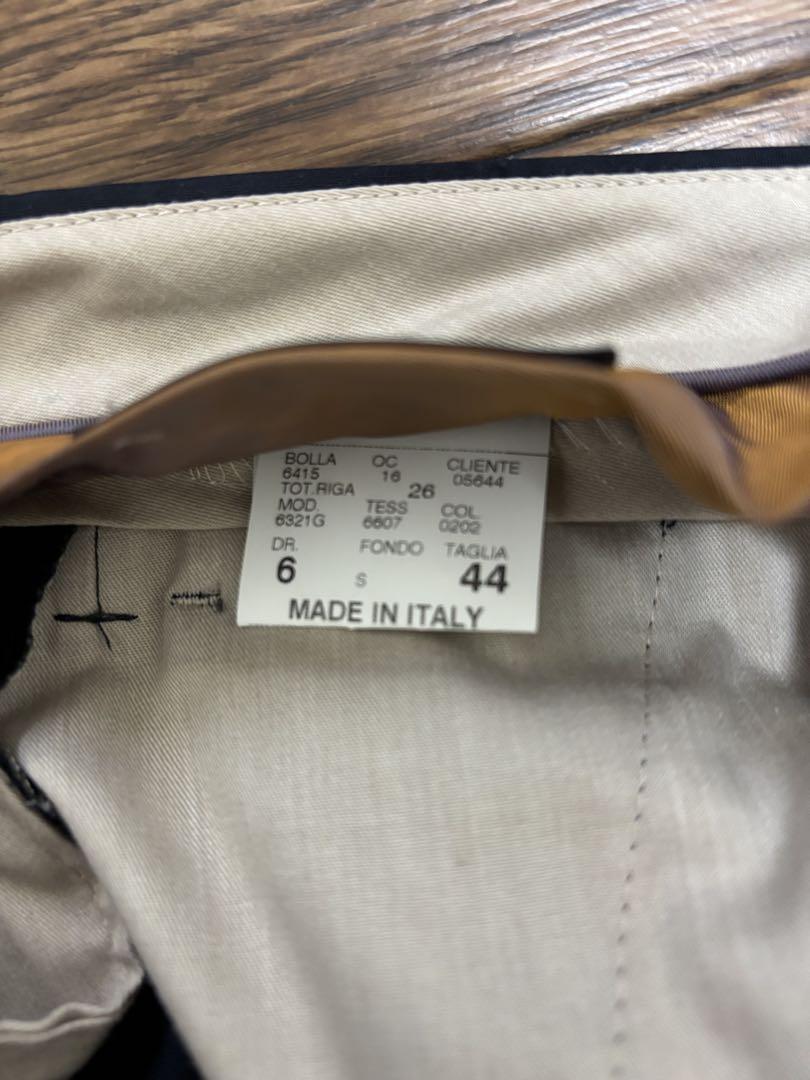 BOLLA OC CLIENTE
6415 16 05644
TOT.RIGA 26
MOD. TESS COL.
6321G 6607 0202
DR. FONDO TAGLIA
6 S 44
MADE IN ITALY